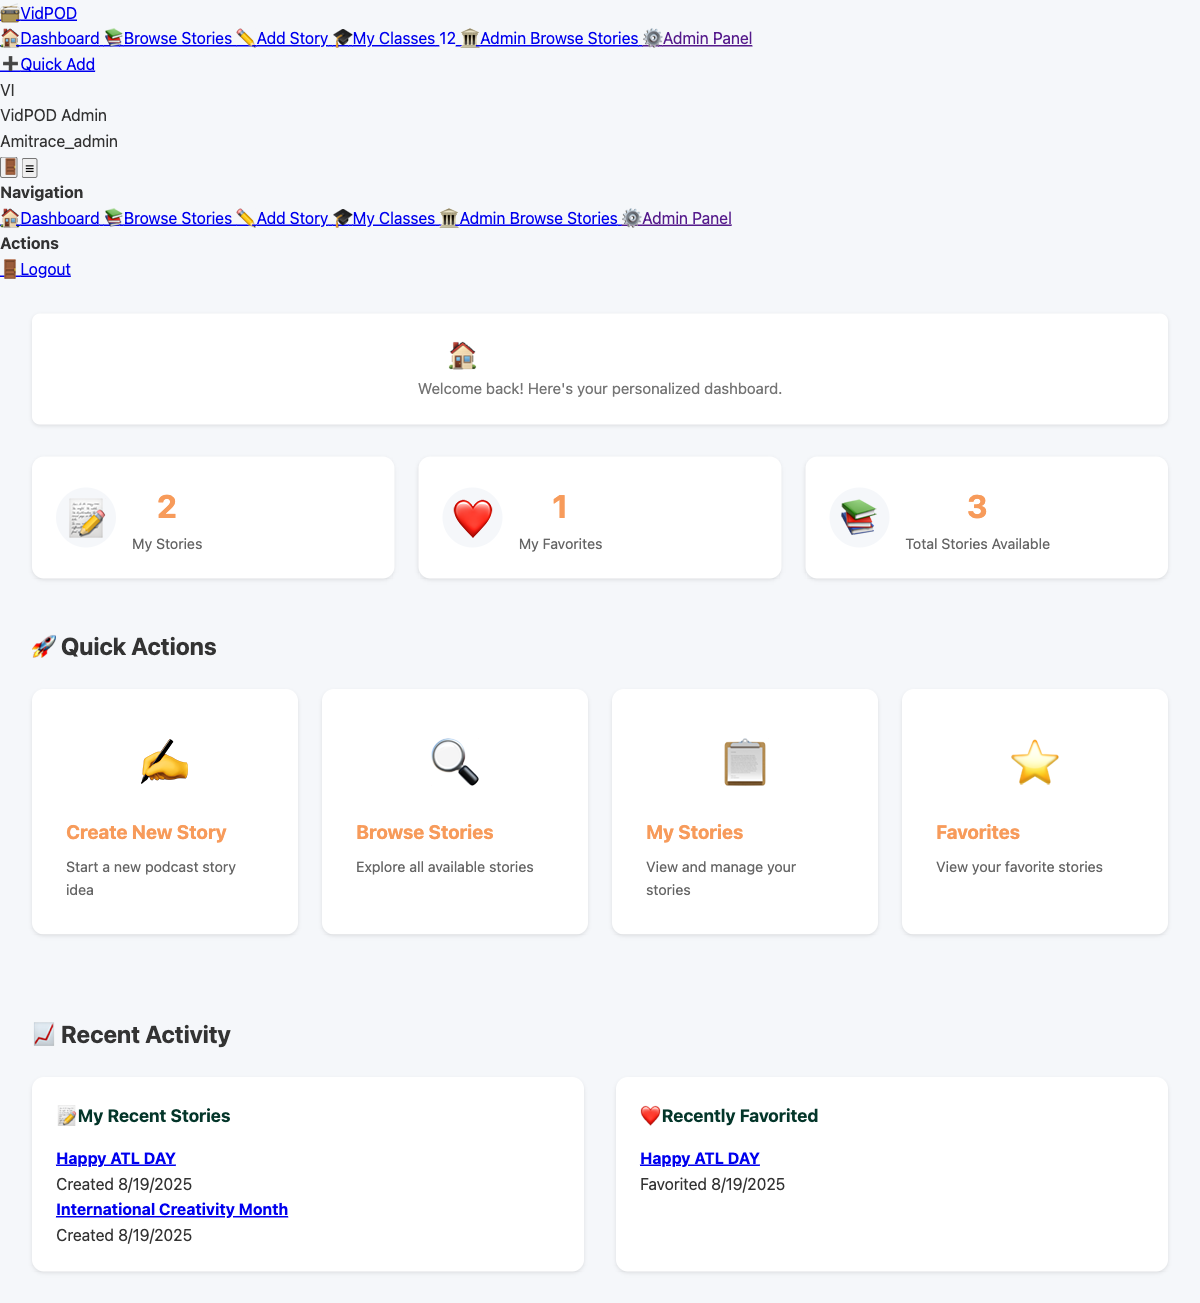 VidPOD
Dashboard Browse Stories Add Story My Classes 12 Admin Browse Stories Admin Panel
Quick Add
VI
VidPOD Admin
Amitrace_admin
≡
Navigation
Dashboard Browse Stories Add Story My Classes Admin Browse Stories Admin Panel
Actions
Logout
Welcome back! Here's your personalized dashboard.
2
My Stories
1
My Favorites
3
Total Stories Available
Quick Actions
Create New Story
Start a new podcast story
idea
Browse Stories
Explore all available stories
My Stories
View and manage your
stories
Favorites
View your favorite stories
Recent Activity
My Recent Stories
Happy ATL DAY
Created 8/19/2025
International Creativity Month
Created 8/19/2025
Recently Favorited
Happy ATL DAY
Favorited 8/19/2025